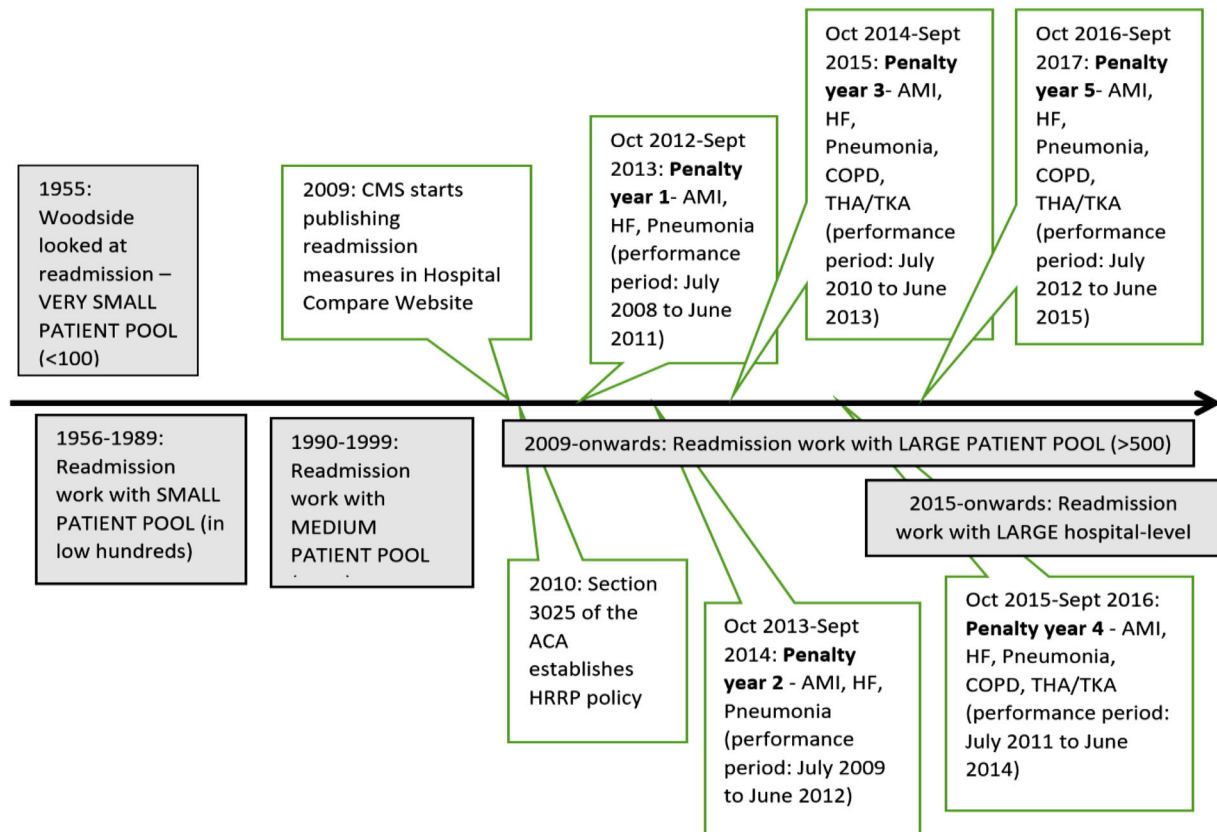 1955:
Woodside
looked at
readmission –
VERY SMALL
PATIENT POOL
(<100)
2009: CMS starts
publishing
readmission
measures in Hospital
Compare Website
Oct 2012-Sept
2013: Penalty
year 1- AMI,
HF, Pneumonia
(performance
period: July
2008 to June
2011)
Oct 2014-Sept
2015: Penalty
year 3- AMI,
HF,
Pneumonia,
COPD,
THA/TKA
(performance
period: July
2010 to June
2013)
Oct 2016-Sept
2017: Penalty
year 5- AMI,
HF,
Pneumonia,
COPD,
THA/TKA
(performance
period: July
2012 to June
2015)
1956-1989:
Readmission
work with SMALL
PATIENT POOL (in
low hundreds)
1990-1999:
Readmission
work with
MEDIUM
PATIENT POOL
2009-onwards: Readmission work with LARGE PATIENT POOL (>500)
2015-onwards: Readmission
work with LARGE hospital-level
2010: Section
3025 of the
ACA
establishes
HRRP policy
Oct 2013-Sept
2014: Penalty
year 2 - AMI, HF,
Pneumonia
(performance
period: July 2009
to June 2012)
Oct 2015-Sept 2016:
Penalty year 4 - AMI,
HF, Pneumonia,
COPD, THA/TKA
(performance period:
July 2011 to June
2014)